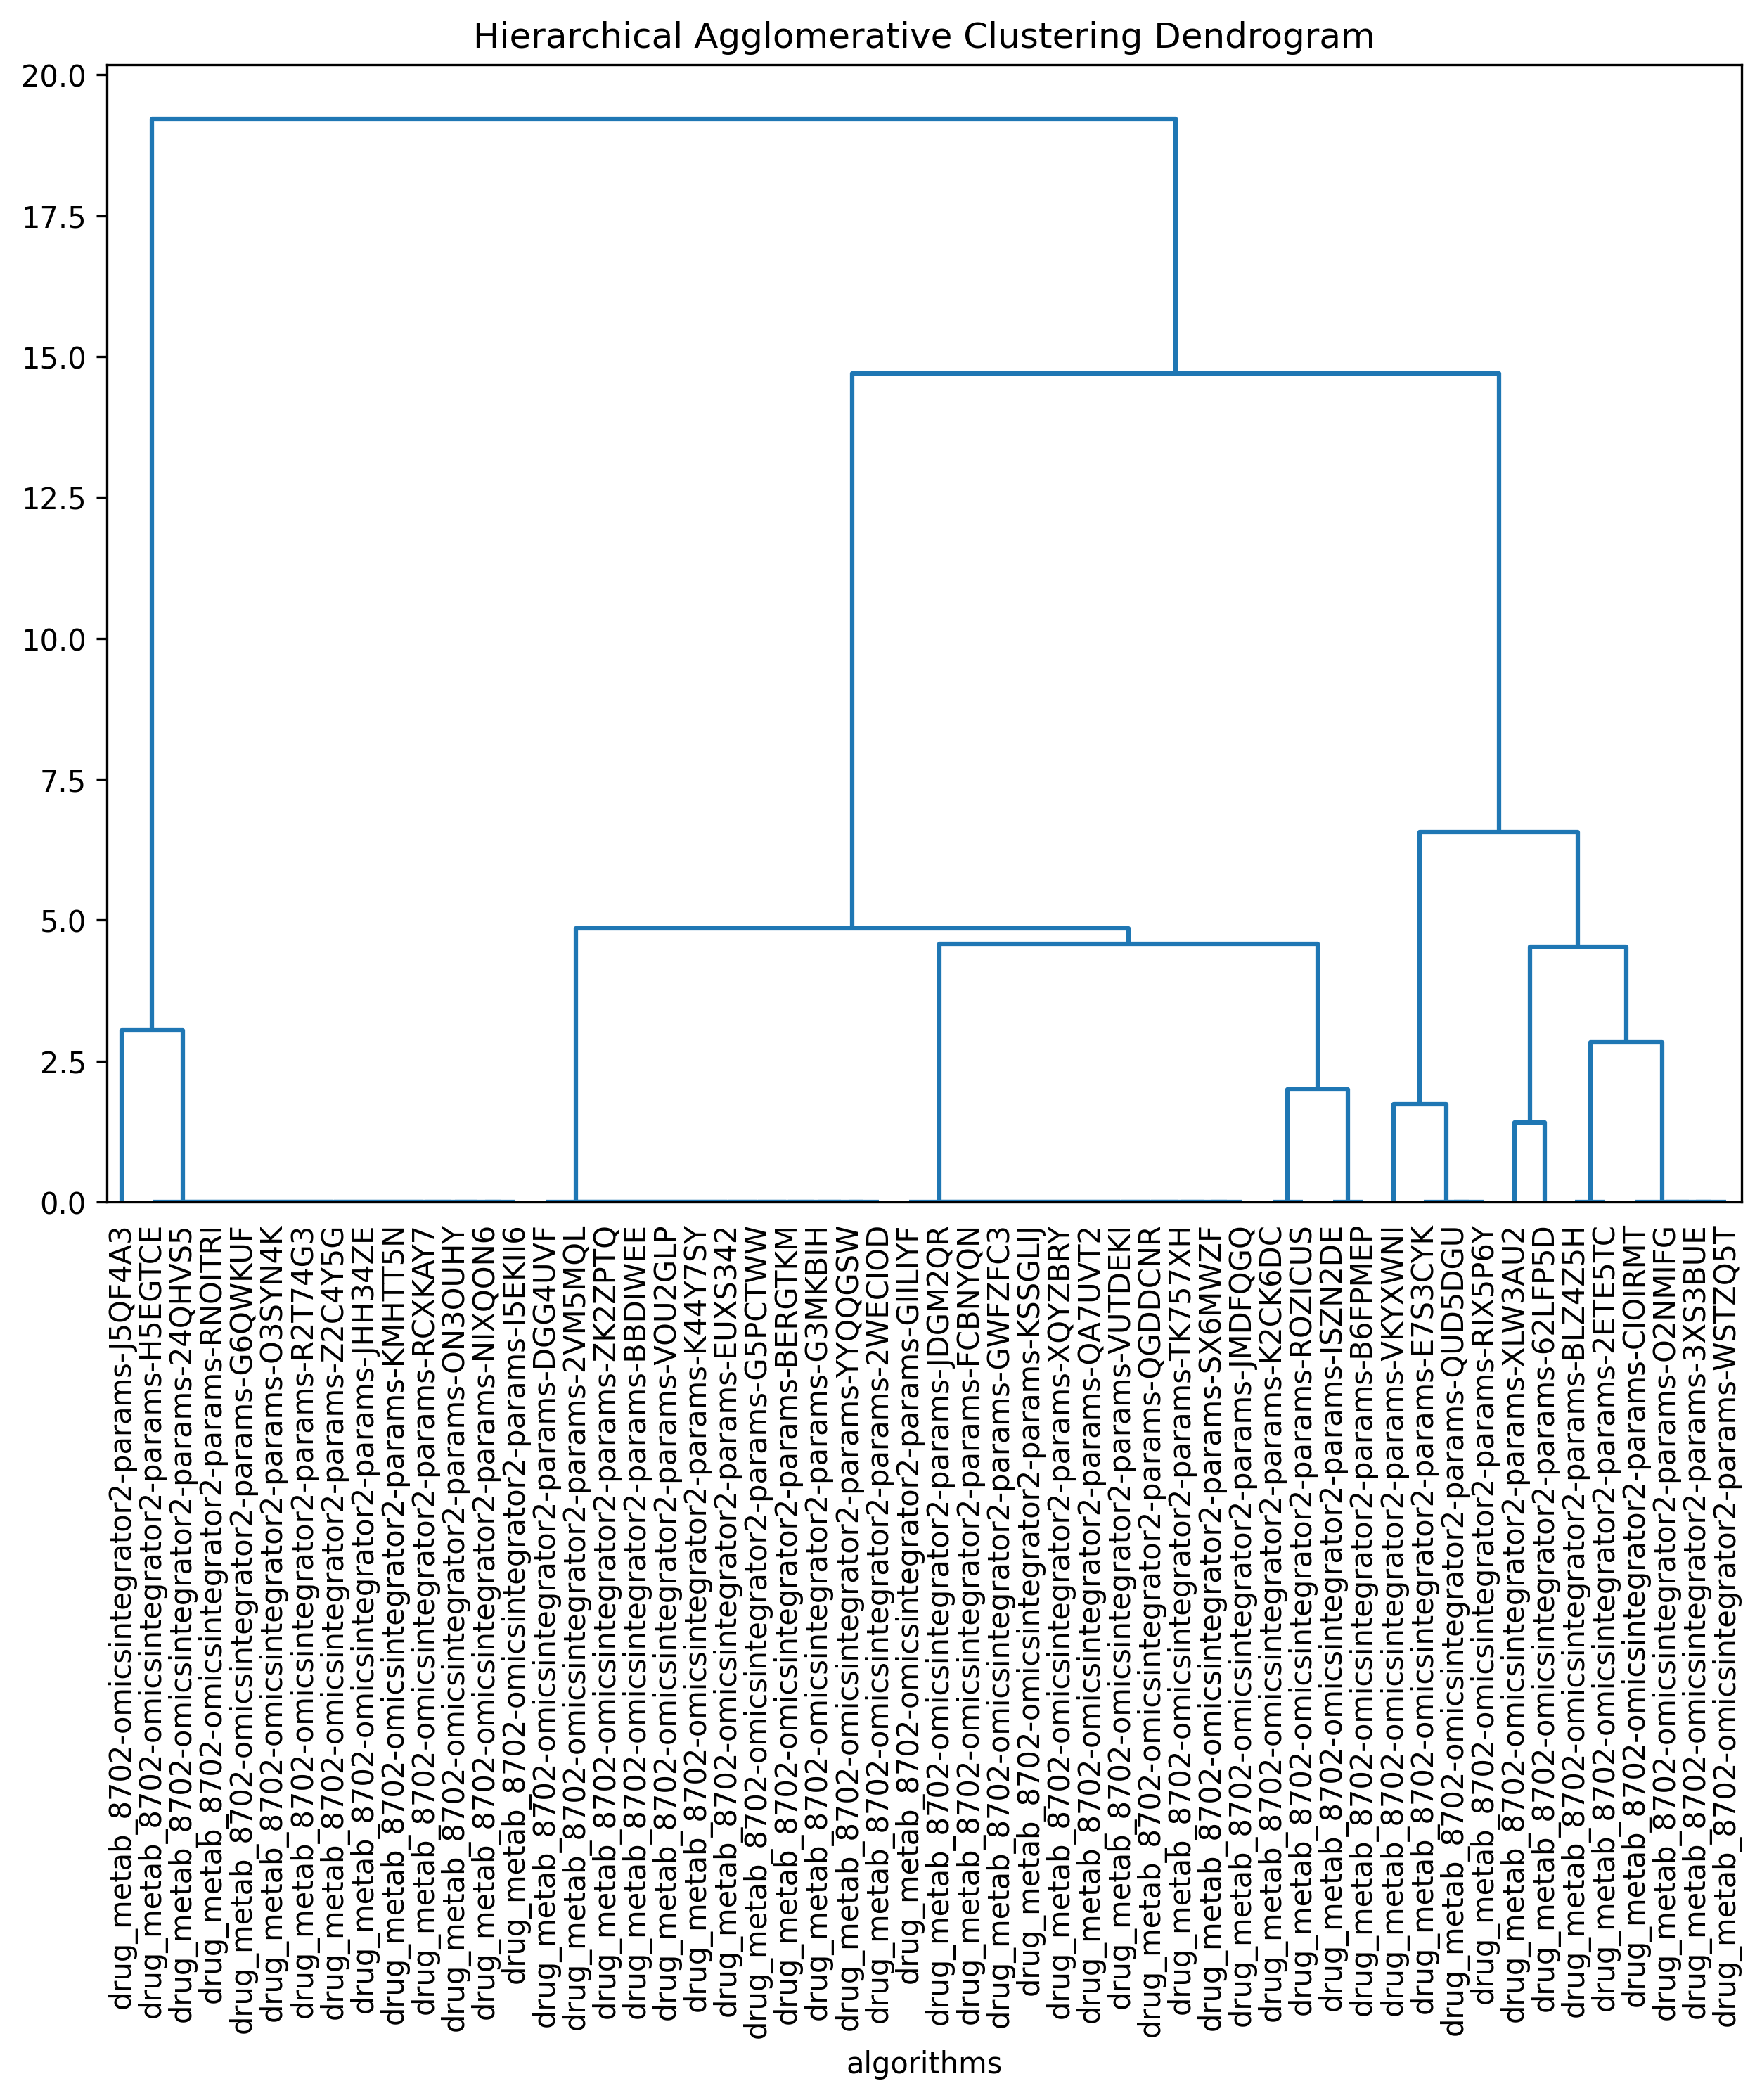 Hierarchical Agglomerative Clustering Dendrogram
20.0
17.5
15.0
12.5
10.0
7.5
5.0
2.5
0.0
drug_metab_8702-omicsintegrator2-params-J5QF4A3
drug_metab_8702-omicsintegrator2-params-H5EGTCE
drug_metab_8702-omicsintegrator2-params-24QHVS5
drug_metab_8702-omicsintegrator2-params-RNOITRI
drug_metab_8702-omicsintegrator2-params-G6QWKUF
drug_metab_8702-omicsintegrator2-params-O3SYN4K
drug_metab_8702-omicsintegrator2-params-R2T74G3
drug_metab_8702-omicsintegrator2-params-Z2C4Y5G
drug_metab_8702-omicsintegrator2-params-JHH34ZE
drug_metab_8702-omicsintegrator2-params-KMHTT5N
drug_metab_8702-omicsintegrator2-params-RCXKAY7
drug_metab_8702-omicsintegrator2-params-ON3OUHY
drug_metab_8702-omicsintegrator2-params-NIXQON6
drug_metab_8702-omicsintegrator2-params-I5EKII6
drug_metab_8702-omicsintegrator2-params-DGG4UVF
drug_metab_8702-omicsintegrator2-params-2VM5MQL
drug_metab_8702-omicsintegrator2-params-ZK2ZPTQ
drug_metab_8702-omicsintegrator2-params-BBDIWEE
drug_metab_8702-omicsintegrator2-params-VOU2GLP
drug_metab_8702-omicsintegrator2-params-K44Y7SY
drug_metab_8702-omicsintegrator2-params-EUXS342
drug_metab_8702-omicsintegrator2-params-G5PCTWW
drug_metab_8702-omicsintegrator2-params-BERGTKM
drug_metab_8702-omicsintegrator2-params-G3MKBIH
drug_metab_8702-omicsintegrator2-params-YYQQGSW
drug_metab_8702-omicsintegrator2-params-2WECIOD
drug_metab_8702-omicsintegrator2-params-GIILIYF
drug_metab_8702-omicsintegrator2-params-JDGM2QR
drug_metab_8702-omicsintegrator2-params-FCBNYQN
drug_metab_8702-omicsintegrator2-params-GWFZFC3
drug_metab_8702-omicsintegrator2-params-KSSGLIJ
drug_metab_8702-omicsintegrator2-params-XQYZBRY
drug_metab_8702-omicsintegrator2-params-QA7UVT2
drug_metab_8702-omicsintegrator2-params-VUTDEKI
drug_metab_8702-omicsintegrator2-params-QGDDCNR
drug_metab_8702-omicsintegrator2-params-TK757XH
drug_metab_8702-omicsintegrator2-params-SX6MWZF
drug_metab_8702-omicsintegrator2-params-JMDFQGQ
drug_metab_8702-omicsintegrator2-params-K2CK6DC
drug_metab_8702-omicsintegrator2-params-ROZICUS
drug_metab_8702-omicsintegrator2-params-ISZN2DE
drug_metab_8702-omicsintegrator2-params-B6FPMEP
drug_metab_8702-omicsintegrator2-params-VKYXWNI
drug_metab_8702-omicsintegrator2-params-E7S3CYK
drug_metab_8702-omicsintegrator2-params-QUD5DGU
drug_metab_8702-omicsintegrator2-params-RIX5P6Y
drug_metab_8702-omicsintegrator2-params-XLW3AU2
drug_metab_8702-omicsintegrator2-params-62LFP5D
drug_metab_8702-omicsintegrator2-params-BLZ4Z5H
drug_metab_8702-omicsintegrator2-params-2ETE5TC
drug_metab_8702-omicsintegrator2-params-CIOIRMT
drug_metab_8702-omicsintegrator2-params-O2NMIFG
drug_metab_8702-omicsintegrator2-params-3XS3BUE
drug_metab_8702-omicsintegrator2-params-WSTZQ5T
algorithms